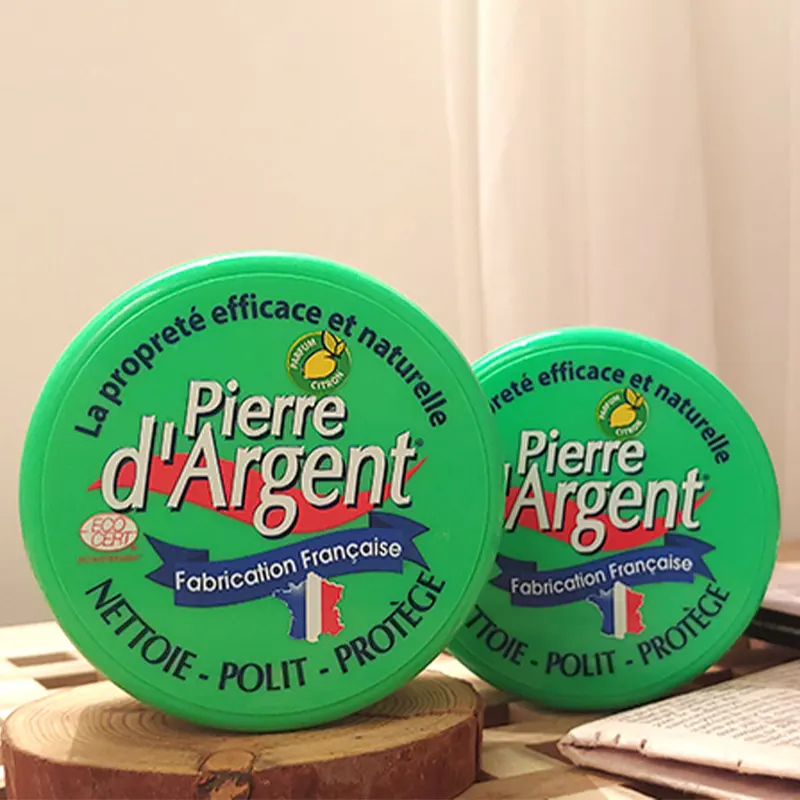 La propreté efficace et naturelle
PARFUM
CITRON
Pierre
d'Argent®
ECO
CERT
Fabrication Française
NETTOIE - POLIT - PROTÈGE
reté efficace et naturelle
PARFUM
CITRON
Pierre
d'Argent®
Fabrication Française
TTOIE - POLIT - PROTÈGE